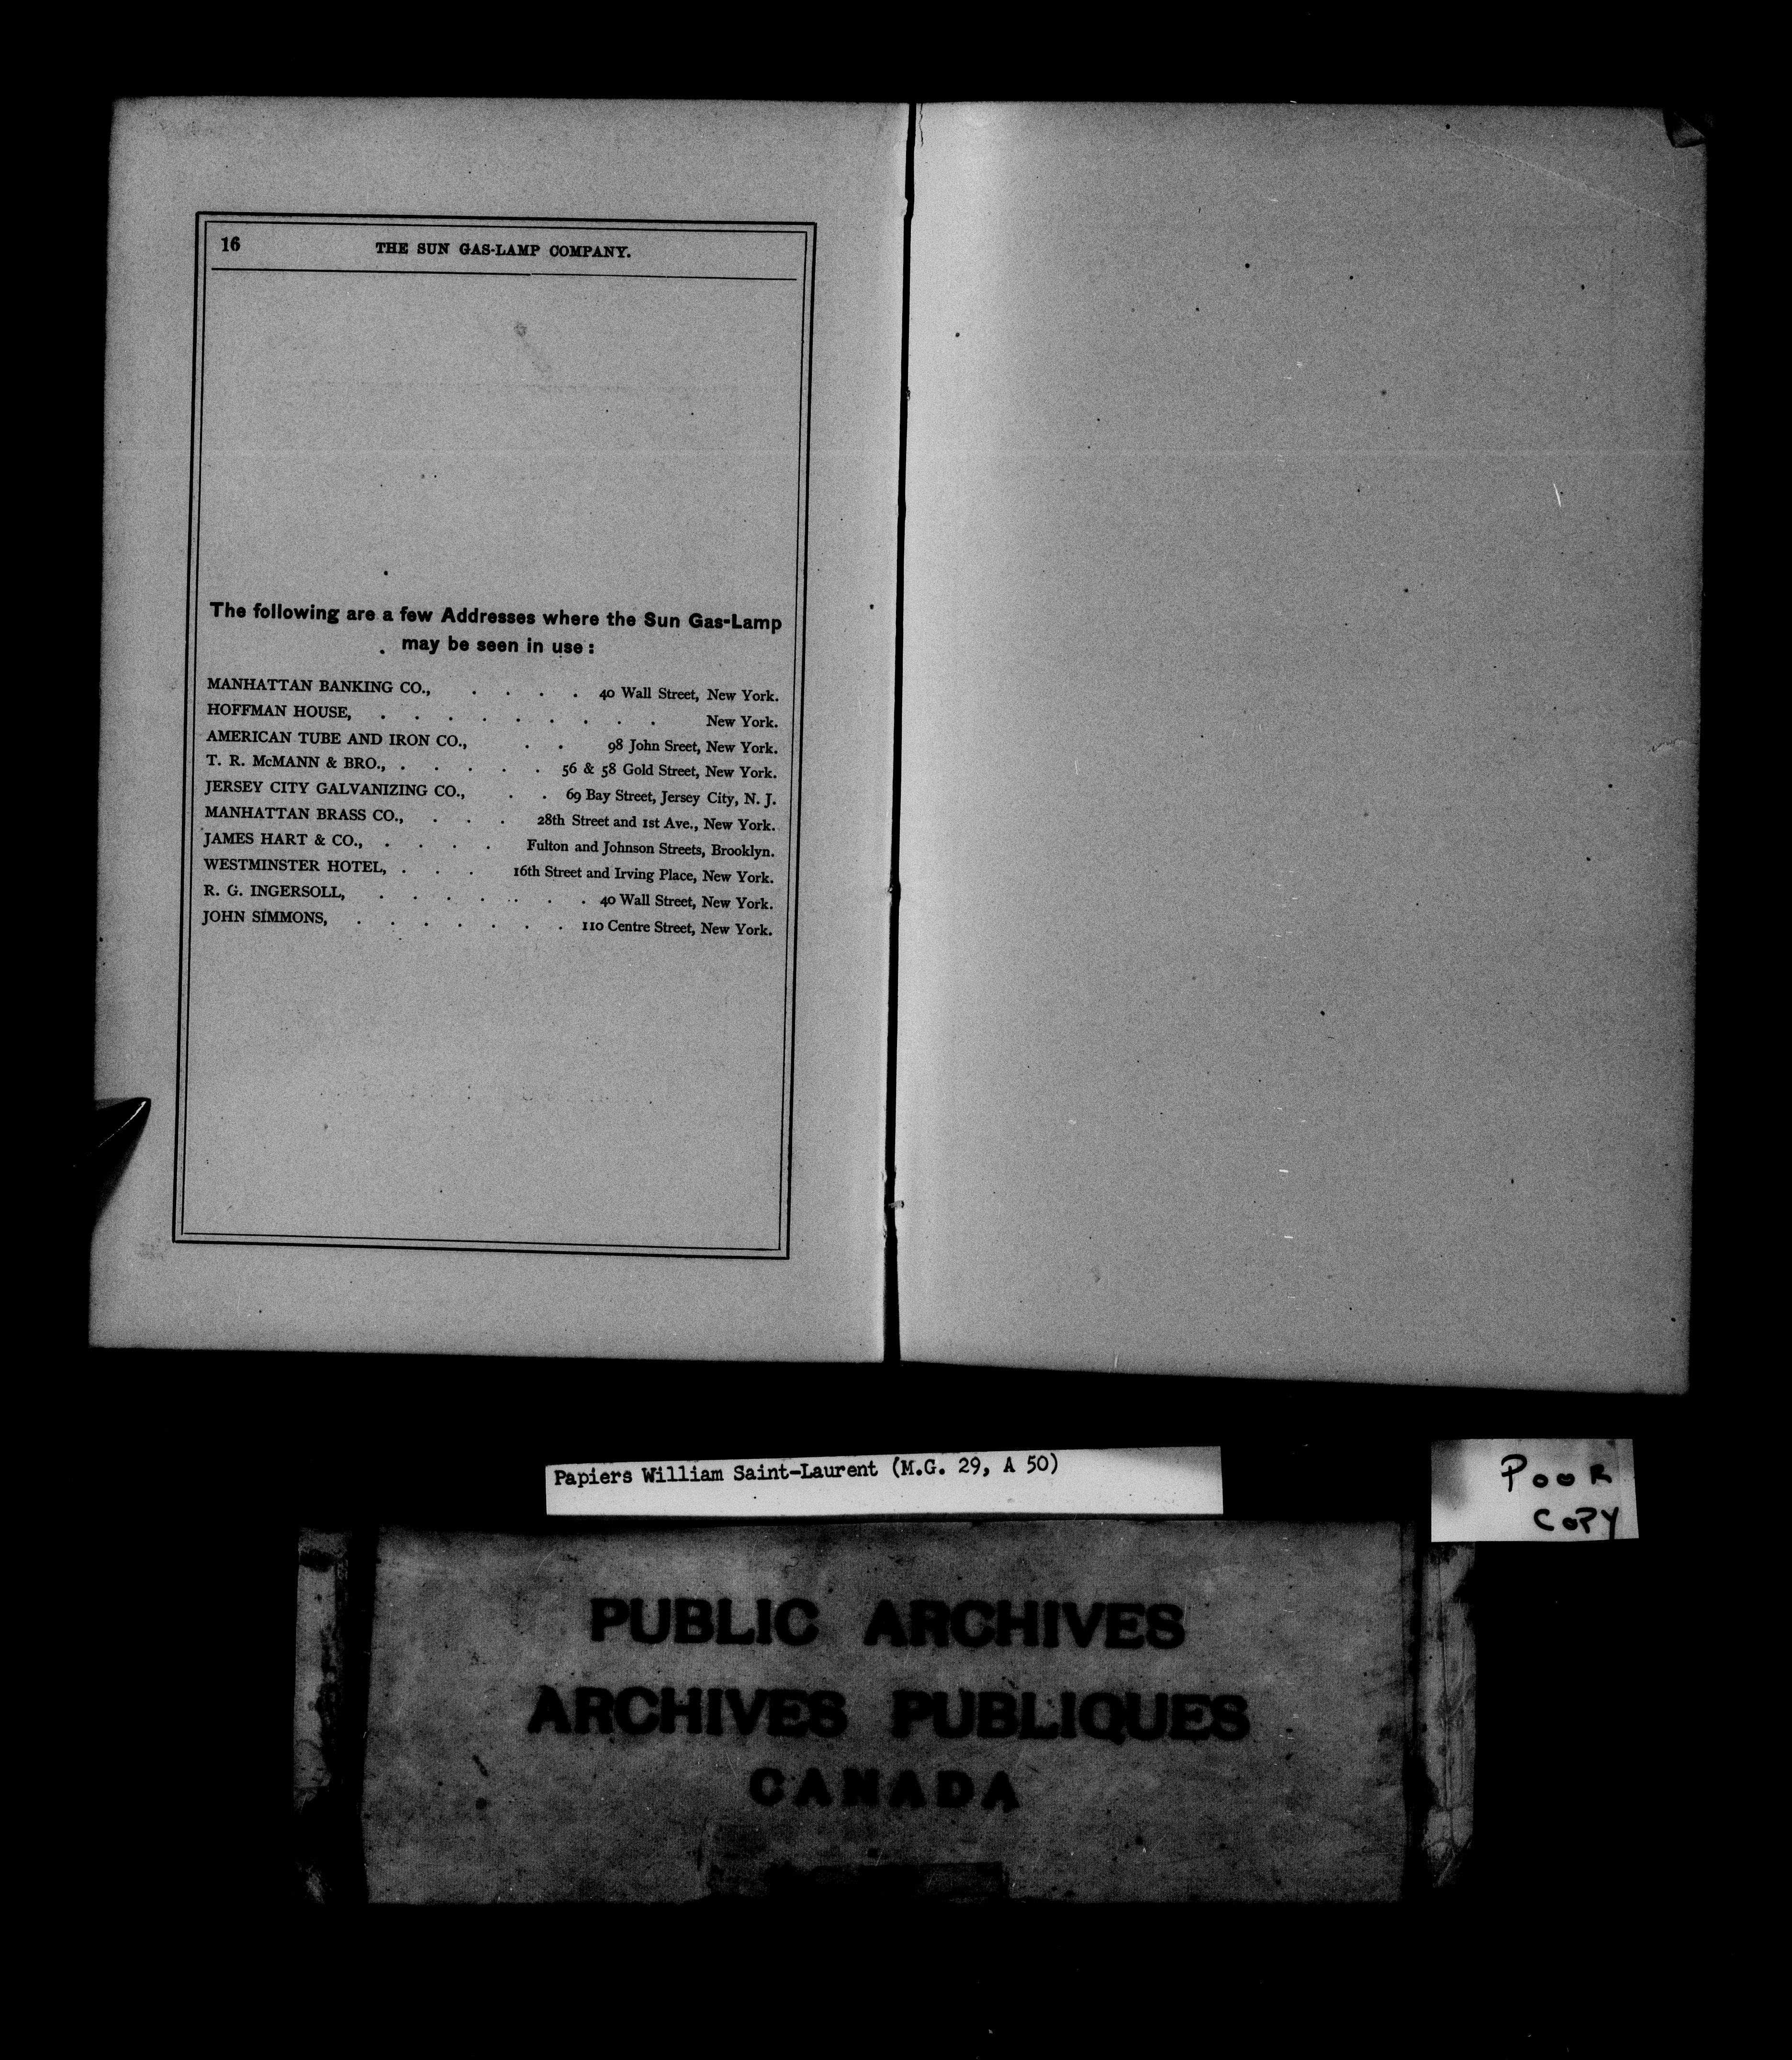 16 THE SUN GAS-LAMP COMPANY.
The following are a few Addresses where the Sun Gas-Lamp
may be seen in use:
MANHATTAN BANKING CO., . . . . 40 Wall Street, New York.
HOFFMAN HOUSE, . . . . . . . . . New York.
AMERICAN TUBE AND IRON CO., . . 98 John Sreet, New York.
T. R. McMANN & BRO., . . . . . 56 & 58 Gold Street, New York.
JERSEY CITY GALVANIZING CO., . . 69 Bay Street, Jersey City, N. J.
MANHATTAN BRASS CO., . . . 28th Street and 1st Ave., New York.
JAMES HART & CO., . . . . Fulton and Johnson Streets, Brooklyn.
WESTMINSTER HOTEL, . . . 16th Street and Irving Place, New York.
R. G. INGERSOLL, . . . . . . . 40 Wall Street, New York.
JOHN SIMMONS, . . . . . . . 110 Centre Street, New York.
Papiers William Saint-Laurent (M.G. 29, A 50)
POOR
COPY
PUBLIC ARCHIVES
ARCHIVES PUBLIQUES
CANADA